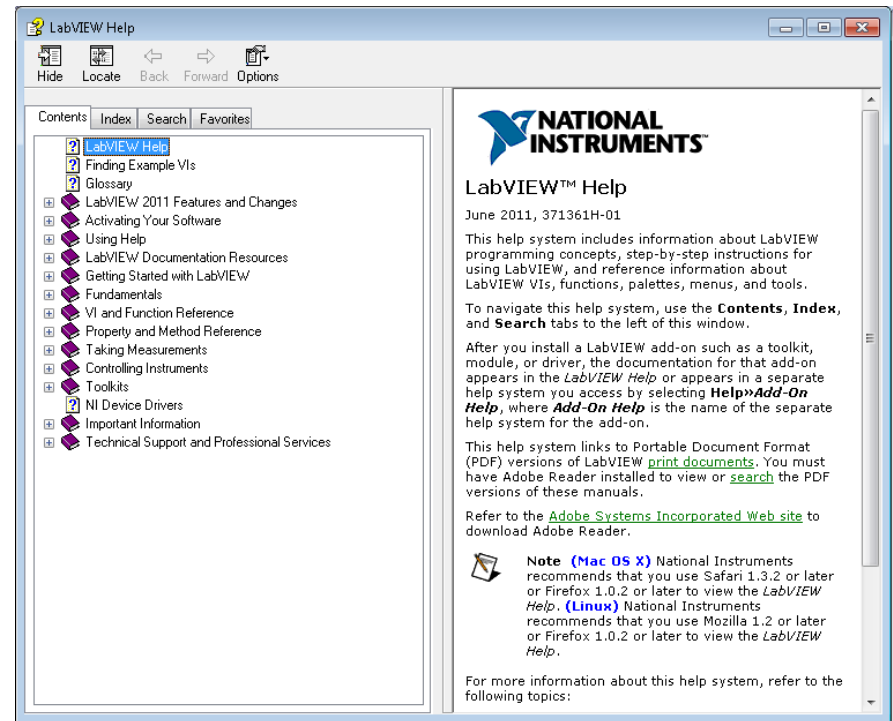 LabVIEW Help
Hide Locate Back Forward Options
Contents Index Search Favorites
LabVIEW Help
Finding Example VIs
Glossary
LabVIEW 2011 Features and Changes
Activating Your Software
Using Help
LabVIEW Documentation Resources
Getting Started with LabVIEW
Fundamentals
VI and Function Reference
Property and Method Reference
Taking Measurements
Controlling Instruments
Toolkits
NI Device Drivers
Important Information
Technical Support and Professional Services
NATIONAL
INSTRUMENTS™
LabVIEW™ Help
June 2011, 371361H-01
This help system includes information about LabVIEW
programming concepts, step-by-step instructions for
using LabVIEW, and reference information about
LabVIEW VIs, functions, palettes, menus, and tools.
To navigate this help system, use the Contents, Index,
and Search tabs to the left of this window.
After you install a LabVIEW add-on such as a toolkit,
module, or driver, the documentation for that add-on
appears in the LabVIEW Help or appears in a separate
help system you access by selecting Help»Add-On
Help, where Add-On Help is the name of the separate
help system for the add-on.
This help system links to Portable Document Format
(PDF) versions of LabVIEW print documents. You must
have Adobe Reader installed to view or search the PDF
versions of these manuals.
Refer to the Adobe Systems Incorporated Web site to
download Adobe Reader.
Note (Mac OS X) National Instruments
recommends that you use Safari 1.3.2 or later
or Firefox 1.0.2 or later to view the LabVIEW
Help. (Linux) National Instruments
recommends that you use Mozilla 1.2 or later
or Firefox 1.0.2 or later to view the LabVIEW
Help.
For more information about this help system, refer to the
following topics: